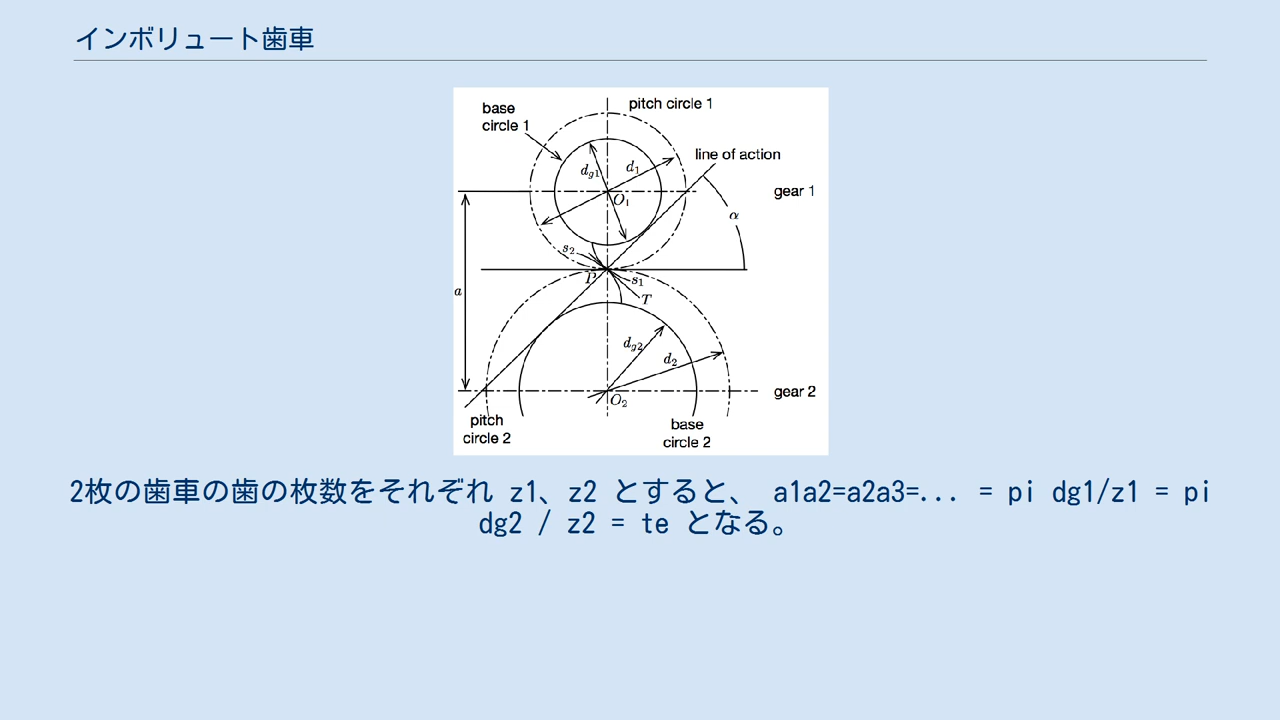 インボリュート歯車
pitch circle 1
base
circle 1
line of action
d1
dg1
O1
gear 1
α
s2
P
s1
a
T
dg2
d2
O2
gear 2
pitch
circle 2
base
circle 2
2枚の歯車の歯の枚数をそれぞれ z1、z2 とすると、 a1a2=a2a3=... = pi dg1/z1 = pi
dg2 / z2 = te となる。